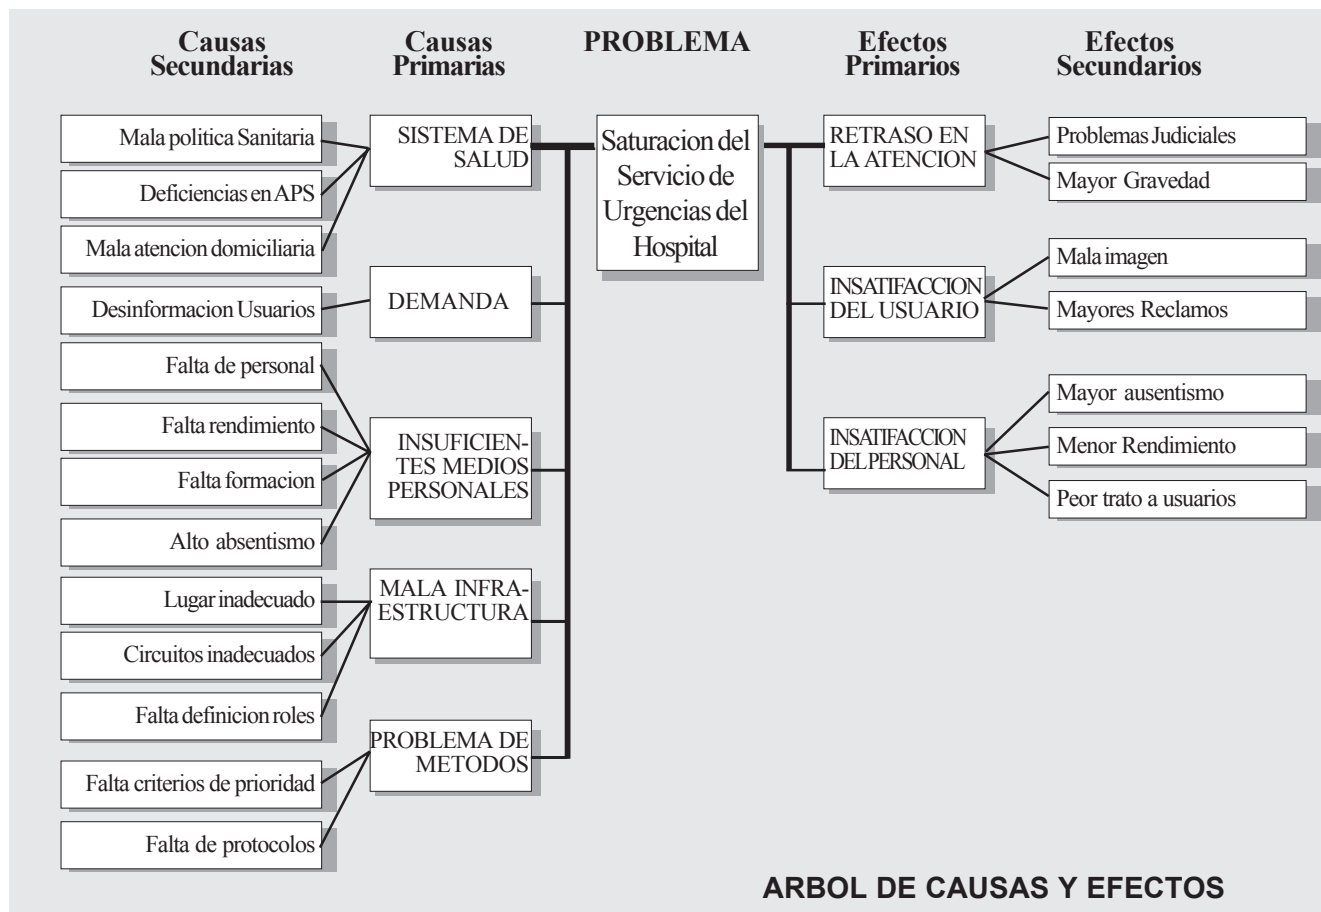 Causas
Secundarias
Causas
Primarias
PROBLEMA
Efectos
Primarios
Efectos
Secundarios
Mala politica Sanitaria
Deficiencias en APS
Mala atencion domiciliaria
Desinformacion Usuarios
Falta de personal
Falta rendimiento
Falta formacion
Alto absentismo
Lugar inadecuado
Circuitos inadecuados
Falta definicion roles
Falta criterios de prioridad
Falta de protocolos
SISTEMA DE
SALUD
DEMANDA
INSUFICIEN-
TES MEDIOS
PERSONALES
MALA INFRA-
ESTRUCTURA
PROBLEMA DE
METODOS
Saturacion del
Servicio de
Urgencias del
Hospital
RETRASO EN
LA ATENCION
INSATIFACCION
DEL USUARIO
INSATIFACCION
DEL PERSONAL
Problemas Judiciales
Mayor Gravedad
Mala imagen
Mayores Reclamos
Mayor ausentismo
Menor Rendimiento
Peor trato a usuarios
ARBOL DE CAUSAS Y EFECTOS